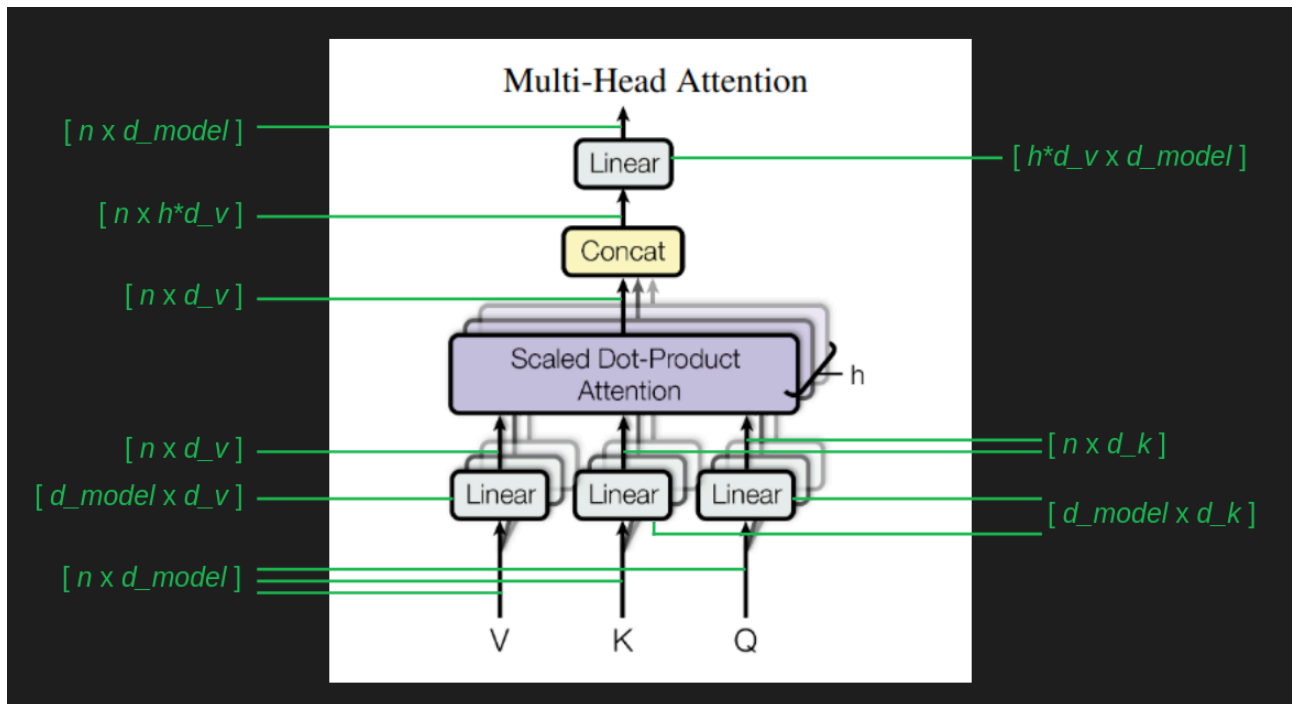 Multi-Head Attention
[ n x d_model ]
Linear
[ h*d_v x d_model ]
[ n x h*d_v ]
Concat
[ n x d_v ]
Scaled Dot-Product
Attention
h
[ n x d_v ]
[ n x d_k ]
[ d_model x d_v ]
Linear
Linear
Linear
[ d_model x d_k ]
[ n x d_model ]
V
K
Q